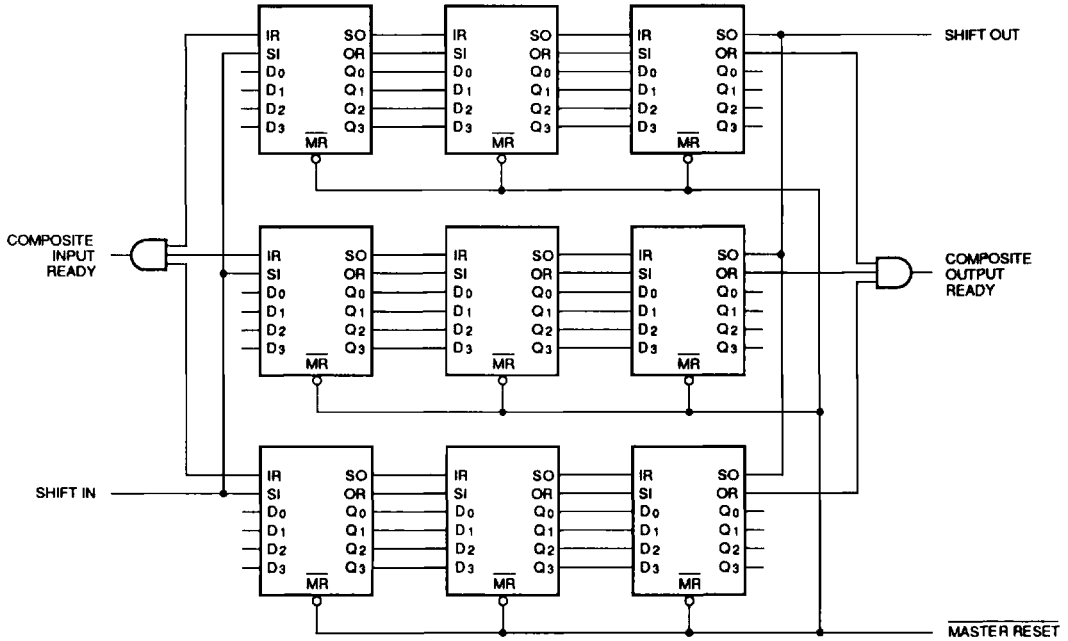 IR SO IR SO IR SO SHIFT OUT
SI OR SI OR SI OR
D0 Q0 D0 Q0 D0 Q0
D1 Q1 D1 Q1 D1 Q1
D2 Q2 D2 Q2 D2 Q2
D3 Q3 D3 Q3 D3 Q3
MR MR MR
COMPOSITE
INPUT
READY
IR SO IR SO IR SO
SI OR SI OR SI OR
D0 Q0 D0 Q0 D0 Q0
D1 Q1 D1 Q1 D1 Q1
D2 Q2 D2 Q2 D2 Q2
D3 Q3 D3 Q3 D3 Q3
MR MR MR
COMPOSITE
OUTPUT
READY
IR SO IR SO IR SO
SHIFT IN SI OR SI OR SI OR
D0 Q0 D0 Q0 D0 Q0
D1 Q1 D1 Q1 D1 Q1
D2 Q2 D2 Q2 D2 Q2
D3 Q3 D3 Q3 D3 Q3
MR MR MR
MASTER RESET